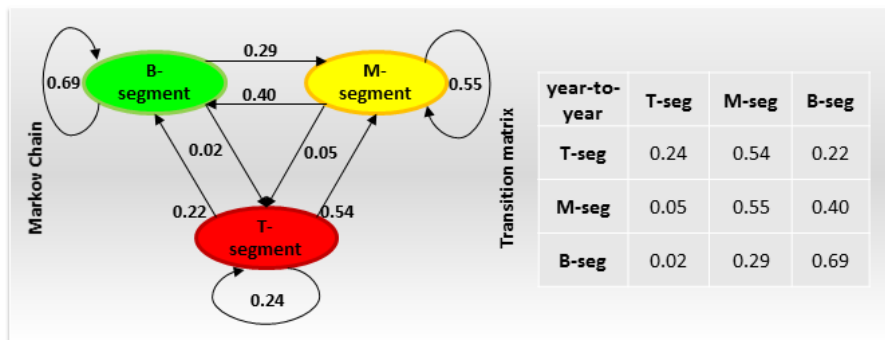 Markov Chain
0.29
B-
segment
M-
segment
0.69
0.55
0.40
0.02
0.05
0.22
0.54
T-
segment
0.24
Transition matrix
year-to-
year
T-seg
M-seg
B-seg
T-seg 0.24 0.54 0.22
M-seg 0.05 0.55 0.40
B-seg 0.02 0.29 0.69